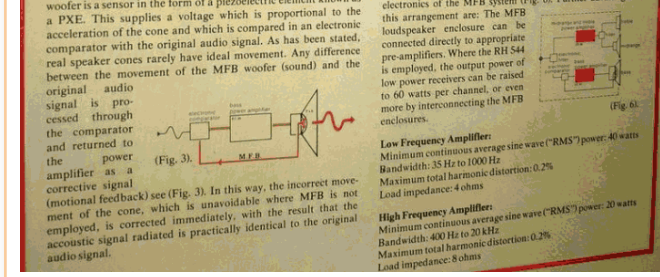 woofer is a sensor in the form of a piezoelectric element known as
a PXE. This supplies a voltage which is proportional to the
acceleration of the cone and which is compared in an electronic
comparator with the original audio signal. As has been stated,
real speaker cones rarely have ideal movement. Any difference
between the movement of the MFB woofer (sound) and the
original audio
signal is pro-
cessed through
the comparator
and returned to
the power
amplifier as a
corrective signal
electronic
comparator
bass
power amplifier
(Fig. 3).
MFB
(motional feedback) see (Fig. 3). In this way, the incorrect move-
ment of the cone, which is unavoidable where MFB is not
employed, is corrected immediately, with the result that the
accoustic signal radiated is practically identical to the original
audio signal.
electronics of the MFB system
this arrangement are: The MFB
loudspeaker enclosure can be
connected directly to appropriate
pre-amplifiers. Where the RH 544
is employed, the output power of
low power receivers can be raised
to 60 watts per channel, or even
more by interconnecting the MFB
enclosures.
(Fig. 6).
Low Frequency Amplifier:
Minimum continuous average sine wave ("RMS") power: 40 watts
Bandwidth: 35 Hz to 1000 Hz
Maximum total harmonic distortion: 0.2%
Load impedance: 4 ohms
High Frequency Amplifier:
Minimum continuous average sine wave ("RMS") power: 20 watts
Bandwidth: 400 Hz to 20 kHz
Maximum total harmonic distortion: 0.2%
Load impedance: 8 ohms